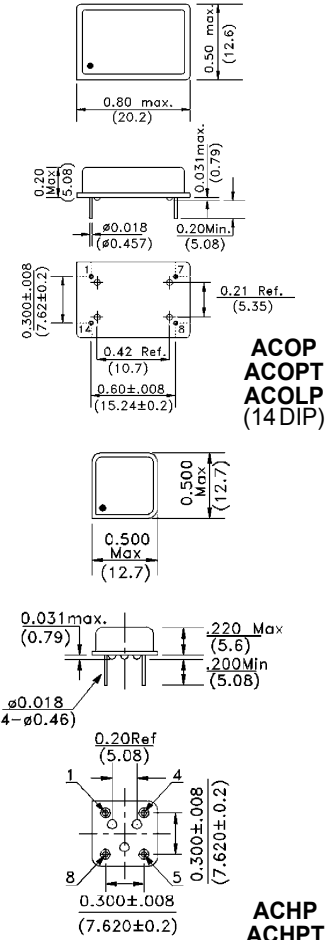 0.50 max.
(12.6)
0.80 max.
(20.2)
0.20
Max
(5.08)
0.031max.
(0.79)
ø0.018
(ø0.457)
0.20Min.
(5.08)
1
7
14
8
0.300±.008
(7.62±0.2)
0.21 Ref.
(5.35)
0.42 Ref.
(10.7)
0.60±.008
(15.24±0.2)
ACOP
ACOPT
ACOLP
(14 DIP)
0.500
Max
(12.7)
0.500
Max
(12.7)
0.031max.
(0.79)
.220 Max
(5.6)
.200Min
(5.08)
ø0.018
4-ø0.46)
0.20Ref
(5.08)
1
4
8
5
0.300±.008
(7.620±0.2)
0.300±.008
(7.620±0.2)
ACHP
ACHPT